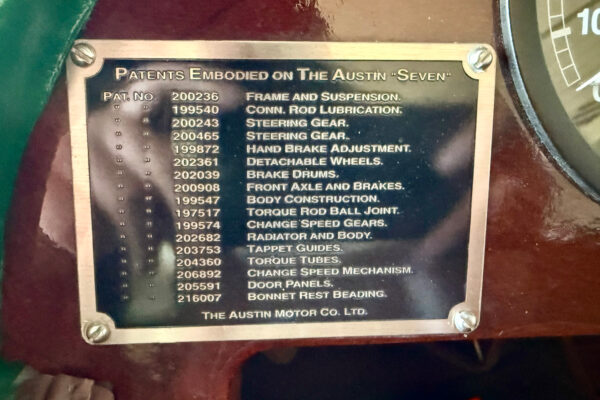 PATENTS EMBODIED ON THE AUSTIN "SEVEN"
PAT. NO. 200236 FRAME AND SUSPENSION.
" " 199540 CONN. ROD LUBRICATION.
" " 200243 STEERING GEAR.
" " 200465 STEERING GEAR.
" " 199872 HAND BRAKE ADJUSTMENT.
" " 202361 DETACHABLE WHEELS.
" " 202039 BRAKE DRUMS.
" " 200908 FRONT AXLE AND BRAKES.
" " 199547 BODY CONSTRUCTION.
" " 197517 TORQUE ROD BALL JOINT.
" " 199574 CHANGE SPEED GEARS.
" " 202682 RADIATOR AND BODY.
" " 203753 TAPPET GUIDES.
" " 204360 TORQUE TUBES.
" " 206892 CHANGE SPEED MECHANISM.
" " 205591 DOOR PANELS.
" " 216007 BONNET REST BEADING.
THE AUSTIN MOTOR CO. LTD.
10
0